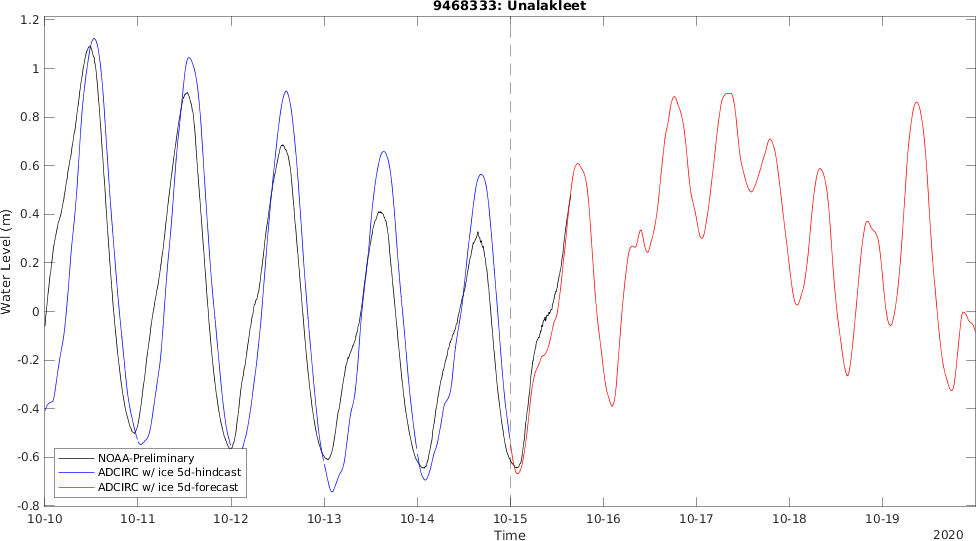 9468333: Unalakleet
1.2
1
0.8
0.6
0.4
0.2
0
-0.2
-0.4
-0.6
-0.8
Water Level (m)
NOAA-Preliminary
ADCIRC w/ ice 5d-hindcast
ADCIRC w/ ice 5d-forecast
10-10 10-11 10-12 10-13 10-14 10-15 10-16 10-17 10-18 10-19
Time
2020